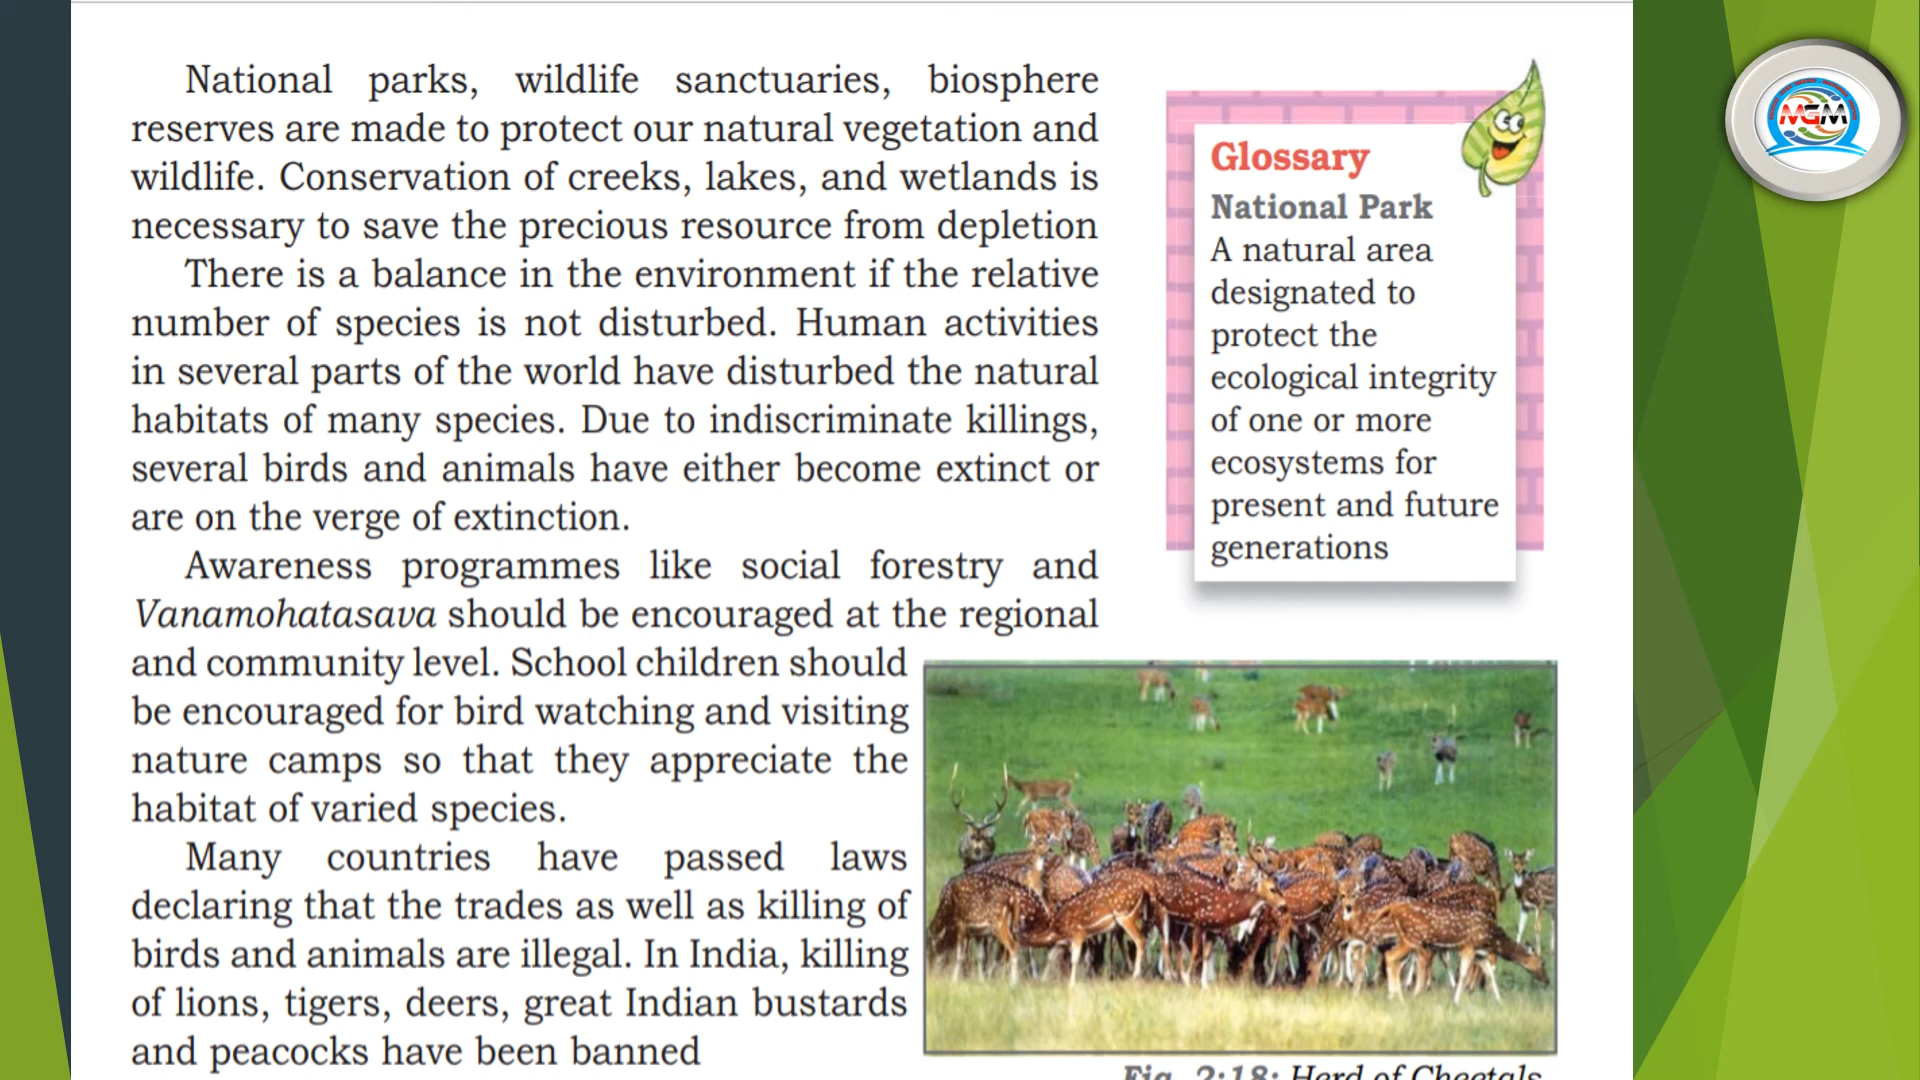 National parks, wildlife sanctuaries, biosphere
reserves are made to protect our natural vegetation and
wildlife. Conservation of creeks, lakes, and wetlands is
necessary to save the precious resource from depletion
There is a balance in the environment if the relative
number of species is not disturbed. Human activities
in several parts of the world have disturbed the natural
habitats of many species. Due to indiscriminate killings,
several birds and animals have either become extinct or
are on the verge of extinction.
Awareness programmes like social forestry and
Vanamohatasava should be encouraged at the regional
and community level. School children should
be encouraged for bird watching and visiting
nature camps so that they appreciate the
habitat of varied species.
Many countries have passed laws
declaring that the trades as well as killing of
birds and animals are illegal. In India, killing
of lions, tigers, deers, great Indian bustards
and peacocks have been banned
Glossary
National Park
A natural area
designated to
protect the
ecological integrity
of one or more
ecosystems for
present and future
generations
Fig. 2:18: Herd of Cheetals
MGM